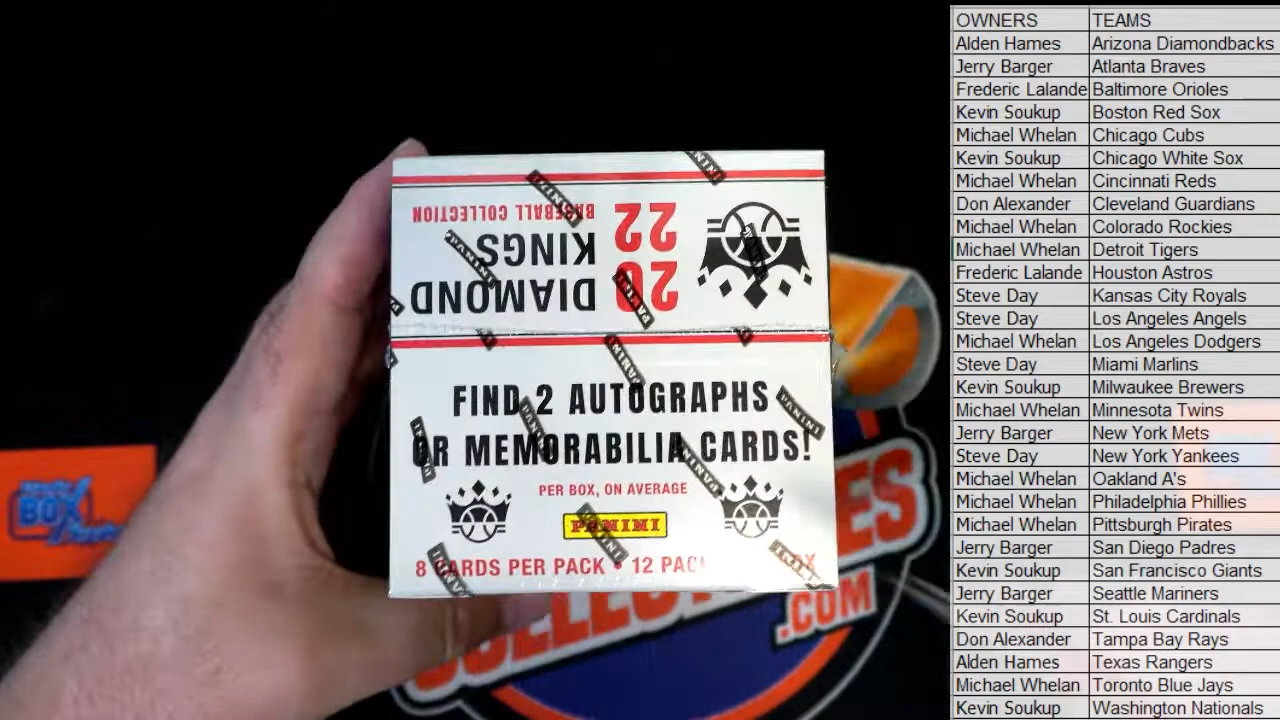 BASEBALL COLLECTION
22
KINGS
20
DIAMOND
FIND 2 AUTOGRAPHS
OR MEMORABILIA CARDS!
PER BOX, ON AVERAGE
PANINI
8 CARDS PER PACK • 12 PAC
.COM
OWNERS TEAMS
Alden Hames Arizona Diamondbacks
Jerry Barger Atlanta Braves
Frederic Lalande Baltimore Orioles
Kevin Soukup Boston Red Sox
Michael Whelan Chicago Cubs
Kevin Soukup Chicago White Sox
Michael Whelan Cincinnati Reds
Don Alexander Cleveland Guardians
Michael Whelan Colorado Rockies
Michael Whelan Detroit Tigers
Frederic Lalande Houston Astros
Steve Day Kansas City Royals
Steve Day Los Angeles Angels
Michael Whelan Los Angeles Dodgers
Steve Day Miami Marlins
Kevin Soukup Milwaukee Brewers
Michael Whelan Minnesota Twins
Jerry Barger New York Mets
Steve Day New York Yankees
Michael Whelan Oakland A's
Michael Whelan Philadelphia Phillies
Michael Whelan Pittsburgh Pirates
Jerry Barger San Diego Padres
Kevin Soukup San Francisco Giants
Jerry Barger Seattle Mariners
Kevin Soukup St. Louis Cardinals
Don Alexander Tampa Bay Rays
Alden Hames Texas Rangers
Michael Whelan Toronto Blue Jays
Kevin Soukup Washington Nationals